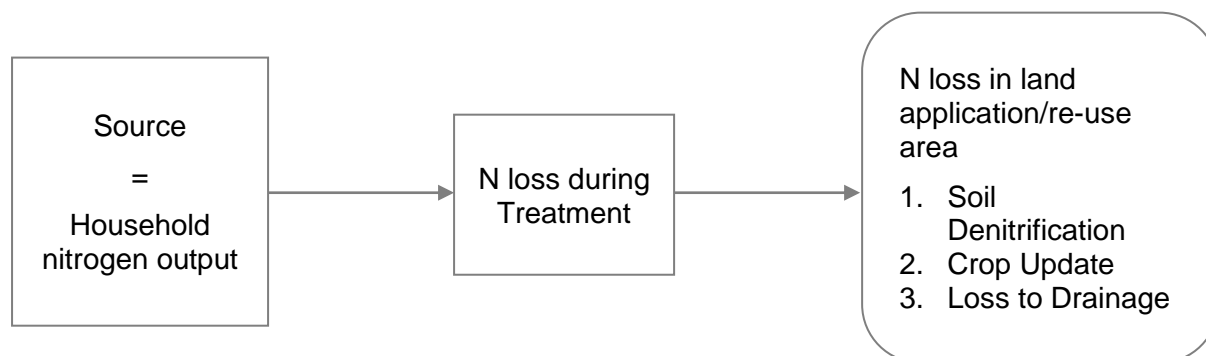 Source
=
Household
nitrogen output
N loss during
Treatment
N loss in land
application/re-use
area
1. Soil
Denitrification
2. Crop Update
3. Loss to Drainage